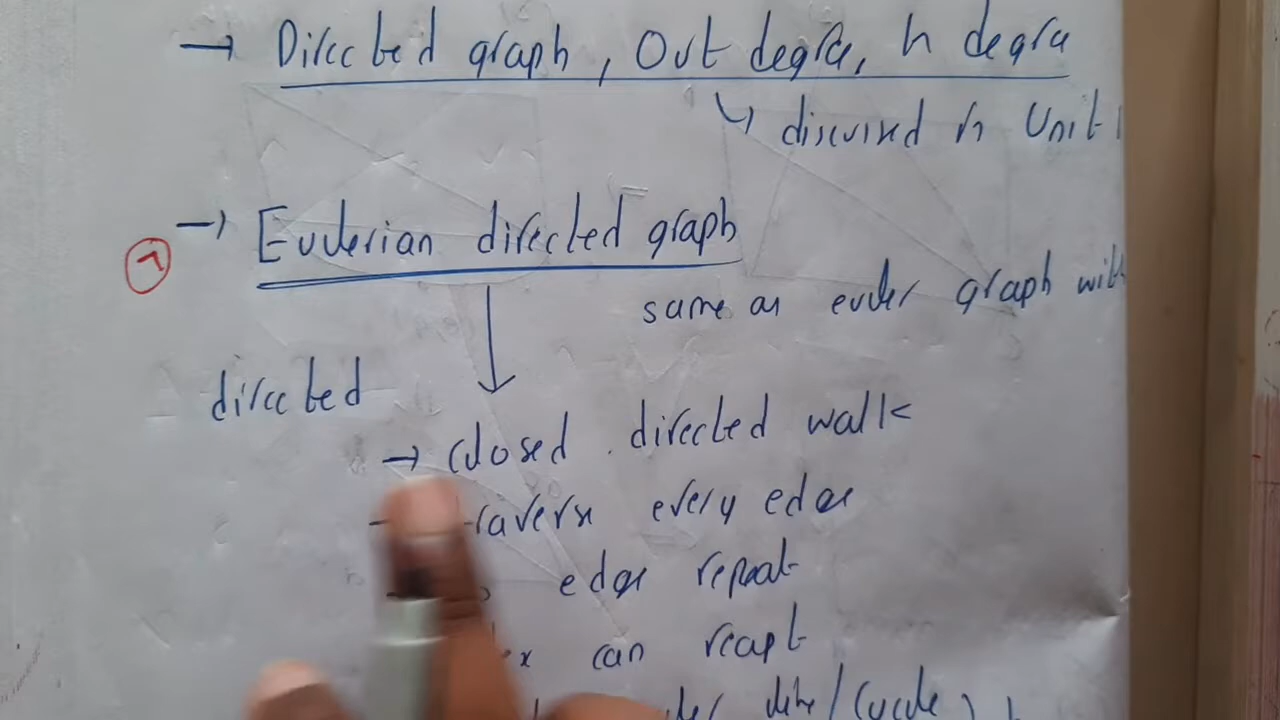 → Directed graph, Out degree, In degree
↳ discussed in Unit 1
→ Eulerian directed graph
7
same as euler graph with
directed
→ closed directed walk
traverse every edge
edge repeat
can repeat